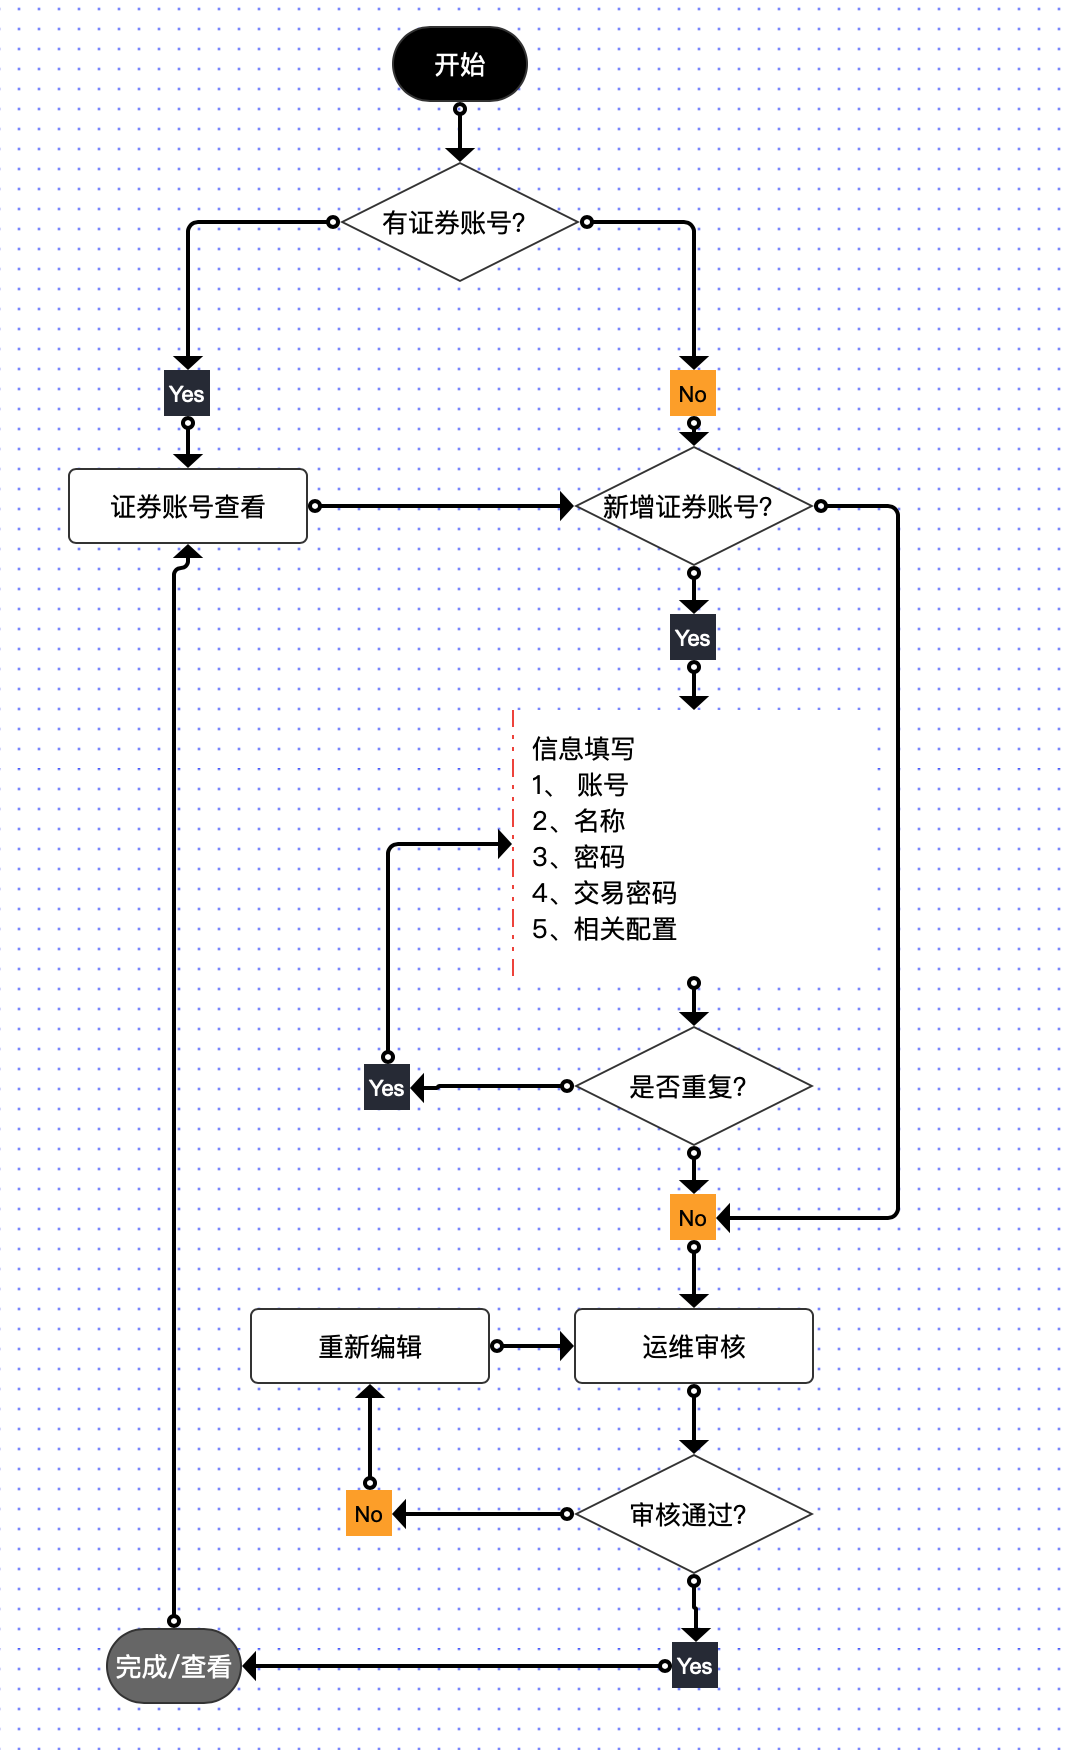 开始
有证券账号?
Yes
No
证券账号查看
新增证券账号?
Yes
信息填写
1、 账号
2、名称
3、密码
4、交易密码
5、相关配置
Yes
是否重复?
No
重新编辑
运维审核
No
审核通过?
完成/查看
Yes